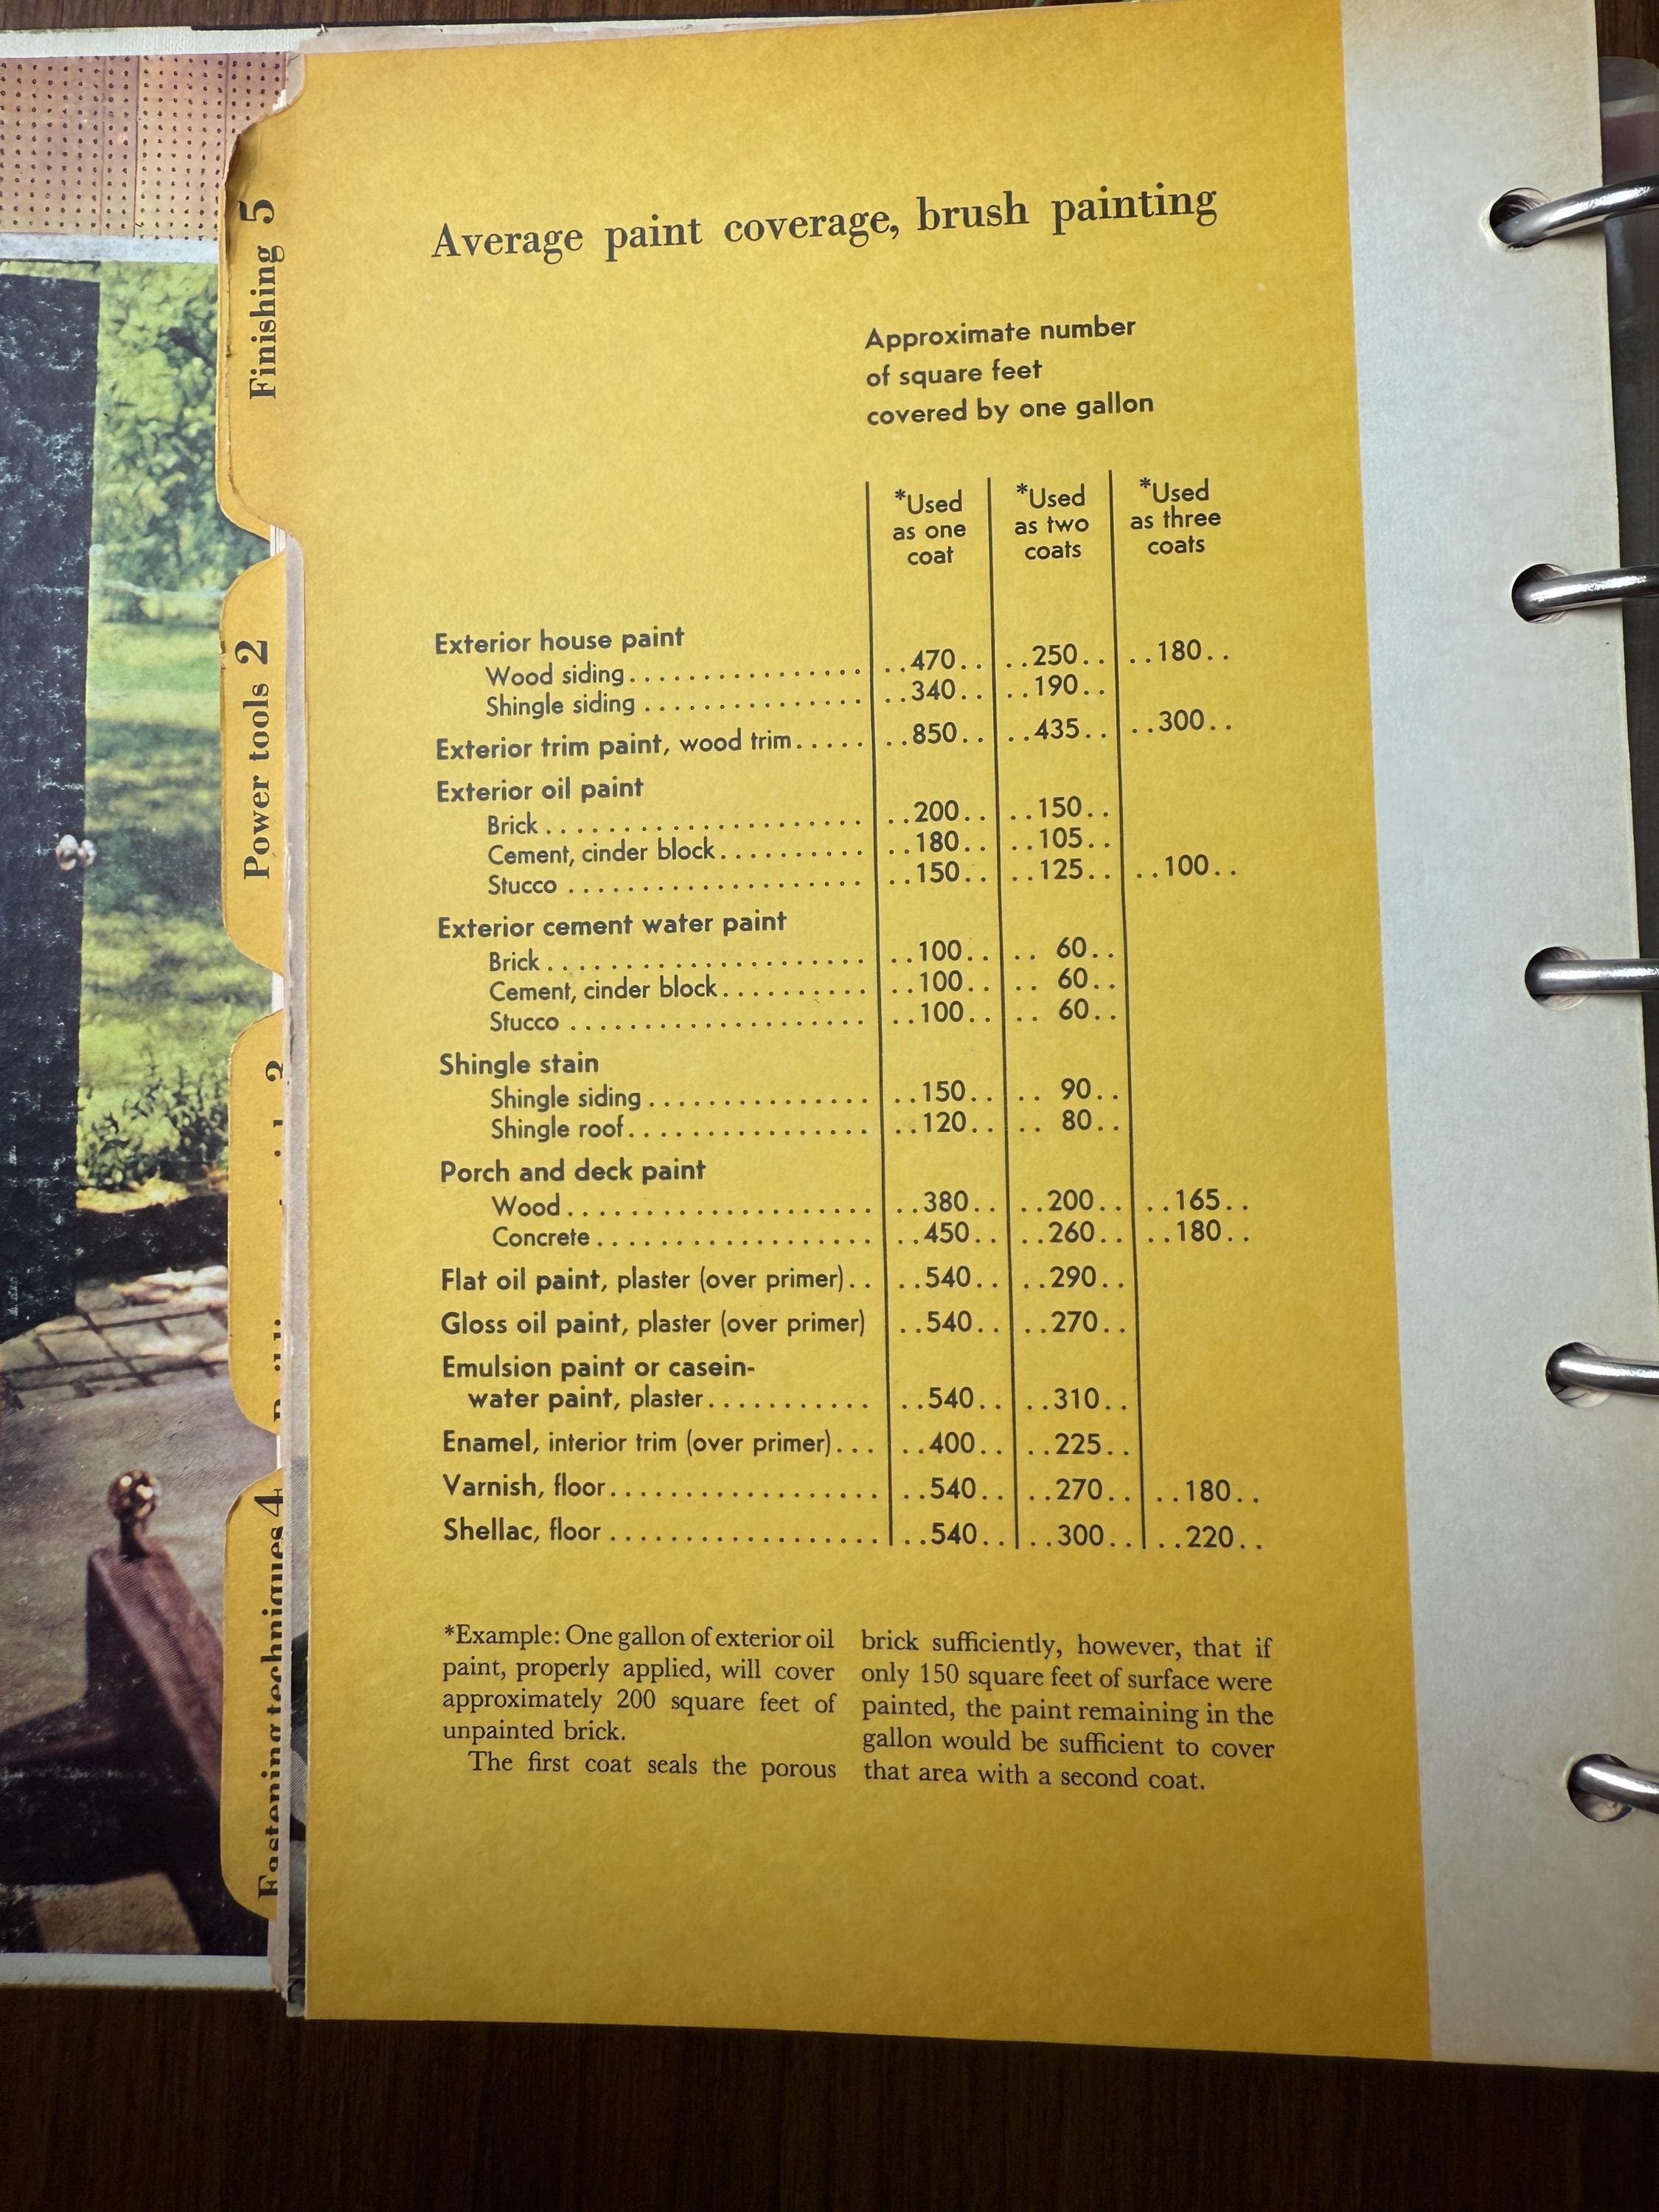 Finishing 5
Power tools 2
Fastening techniques 4
Average paint coverage, brush painting
Approximate number
of square feet
covered by one gallon
*Used as one coat *Used as two coats *Used as three coats
Exterior house paint
Wood siding................ ..470.. ..250.. ..180..
Shingle siding ............... ..340.. ..190..
Exterior trim paint, wood trim..... ..850.. ..435.. ..300..
Exterior oil paint
Brick ..................... ..200.. ..150..
Cement, cinder block.......... ..180.. ..105..
Stucco .................... ..150.. ..125.. ..100..
Exterior cement water paint
Brick ..................... ..100.. .. 60..
Cement, cinder block.......... ..100.. .. 60..
Stucco .................... ..100.. .. 60..
Shingle stain
Shingle siding ............... ..150.. .. 90..
Shingle roof................ ..120.. .. 80..
Porch and deck paint
Wood.................... ..380.. ..200.. ..165..
Concrete .................. ..450.. ..260.. ..180..
Flat oil paint, plaster (over primer).. ..540.. ..290..
Gloss oil paint, plaster (over primer) ..540.. ..270..
Emulsion paint or casein-
water paint, plaster........... ..540.. ..310..
Enamel, interior trim (over primer)... ..400.. ..225..
Varnish, floor.................. ..540.. ..270.. ..180..
Shellac, floor .................. ..540.. ..300.. ..220..
*Example: One gallon of exterior oil
paint, properly applied, will cover
approximately 200 square feet of
unpainted brick.
The first coat seals the porous
brick sufficiently, however, that if
only 150 square feet of surface were
painted, the paint remaining in the
gallon would be sufficient to cover
that area with a second coat.